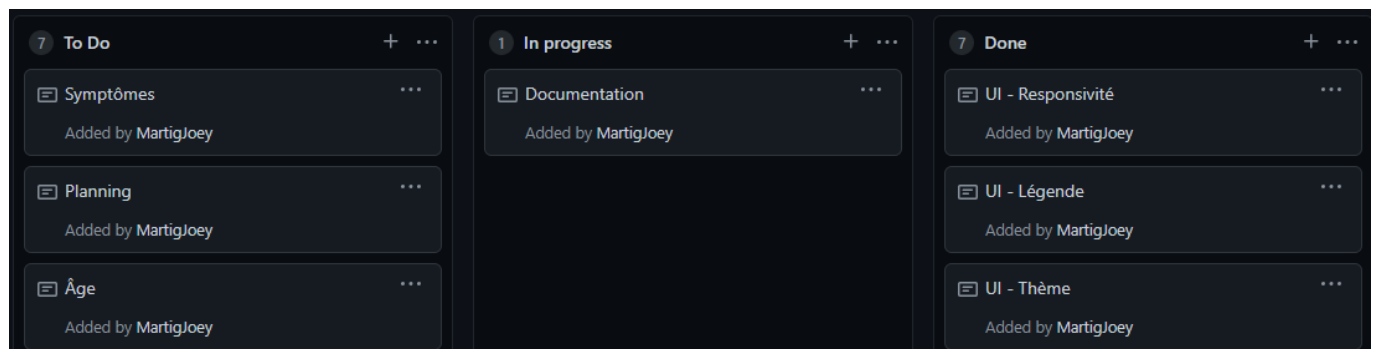 7 To Do
Symptômes
Added by MartigJoey
Planning
Added by MartigJoey
Âge
Added by MartigJoey
1 In progress
Documentation
Added by MartigJoey
7 Done
UI - Responsivité
Added by MartigJoey
UI - Légende
Added by MartigJoey
UI - Thème
Added by MartigJoey